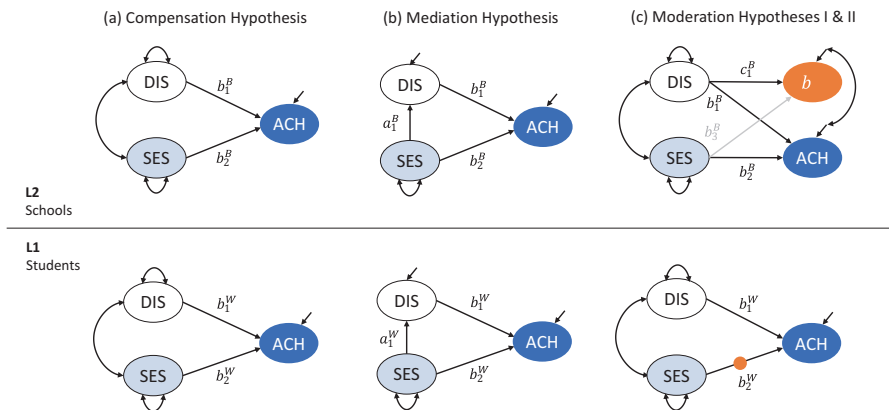 (a) Compensation Hypothesis
(b) Mediation Hypothesis
(c) Moderation Hypotheses I & II
DIS
b₁ᴮ
ACH
SES
b₂ᴮ
DIS
b₁ᴮ
a₁ᴮ
ACH
SES
b₂ᴮ
DIS
c₁ᴮ
b
b₁ᴮ
b₃ᴮ
SES
b₂ᴮ
ACH
L2
Schools
L1
Students
DIS
b₁ᵂ
ACH
SES
b₂ᵂ
DIS
b₁ᵂ
a₁ᵂ
ACH
SES
b₂ᵂ
DIS
b₁ᵂ
ACH
SES
b₂ᵂ